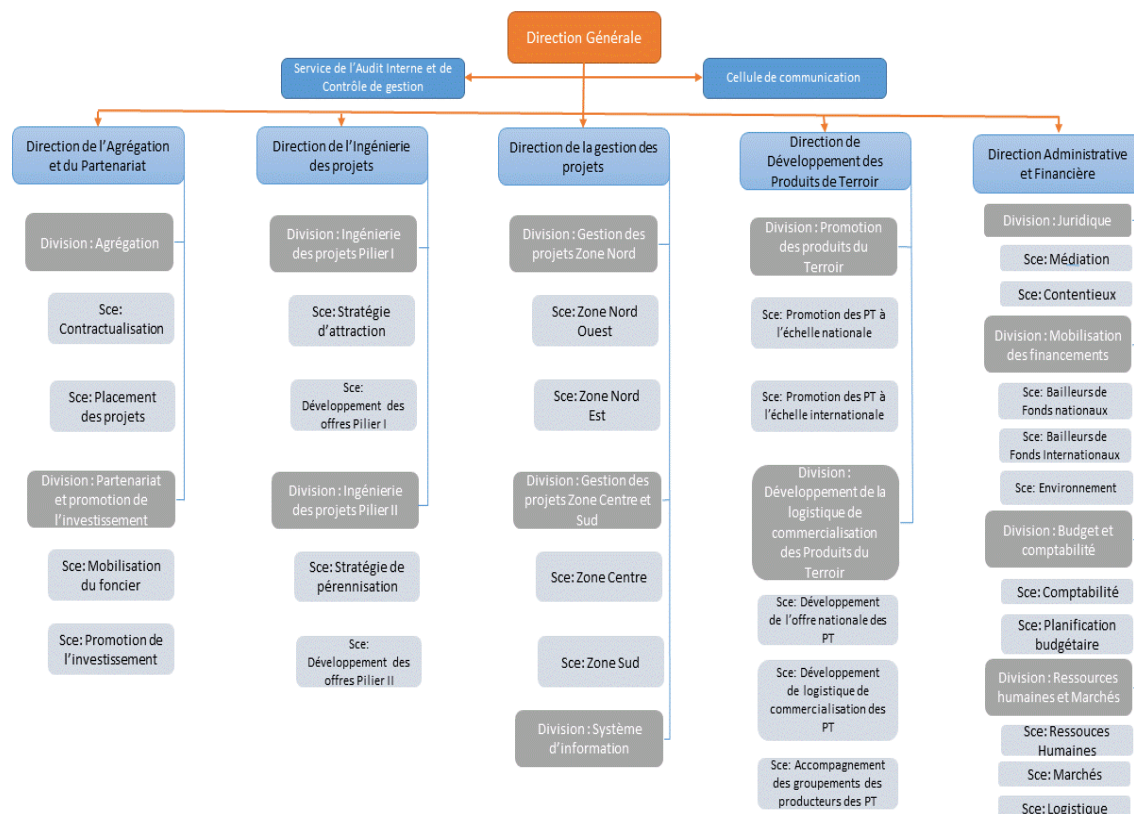 Direction Générale
Service de l'Audit Interne et de
Contrôle de gestion
Cellule de communication
Direction de l'Agrégation
et du Partenariat
Division : Agrégation
Sce:
Contractualisation
Sce: Placement
des projets
Division : Partenariat
et promotion de
l'investissement
Sce: Mobilisation
du foncier
Sce: Promotion de
l'investissement
Direction de l'Ingénierie
des projets
Division : Ingénierie
des projets Pilier I
Sce: Stratégie
d'attraction
Sce:
Développement des
offres Pilier I
Division : Ingénierie
des projets Pilier II
Sce: Stratégie de
pérennisation
Sce:
Développement des
offres Pilier II
Direction de la gestion des
projets
Division : Gestion des
projets Zone Nord
Sce: Zone Nord
Ouest
Sce: Zone Nord
Est
Division : Gestion des
projets Zone Centre et
Sud
Sce: Zone Centre
Sce: Zone Sud
Division : Système
d'information
Direction de
Développement des
Produits de Terroir
Division : Promotion
des produits du
Terroir
Sce: Promotion des PT à
l'échelle nationale
Sce: Promotion des PT à
l'échelle internationale
Division :
Développement de la
logistique de
commercialisation
des Produits du
Terroir
Sce: Développement
de l'offre nationale des
PT
Sce: Développement
de logistique de
commercialisation des
PT
Sce: Accompagnement
des groupements des
producteurs des PT
Direction Administrative
et Financière
Division : Juridique
Sce: Médiation
Sce: Contentieux
Division : Mobilisation
des financements
Sce: Bailleurs de
Fonds nationaux
Sce: Bailleurs de
Fonds Internationaux
Sce: Environnement
Division : Budget et
comptabilité
Sce: Comptabilité
Sce: Planification
budgétaire
Division : Ressources
humaines et Marchés
Sce: Ressouces
Humaines
Sce: Marchés
Sce: Logistique